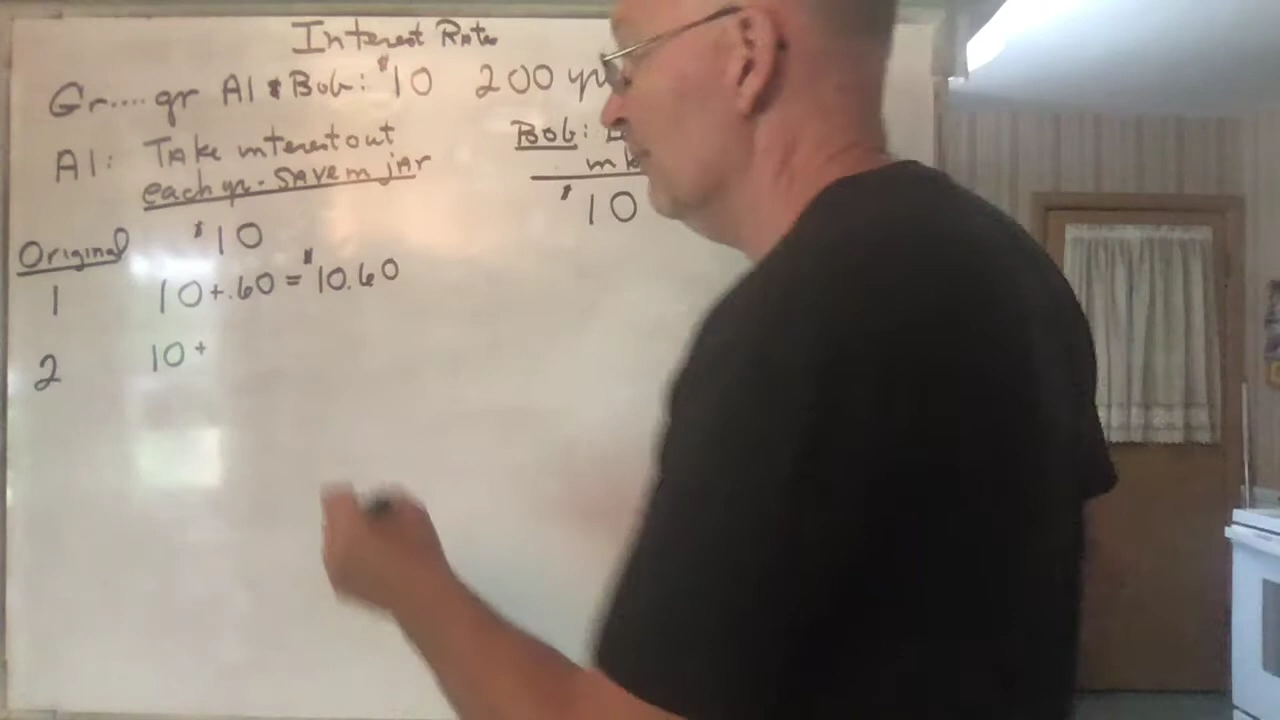 Interest Rates
Gr....gr Al & Bob: $10 200 yr
Al: Take interest out
each yr. Save in jar
Bob:
$10
Original $10
1 10+.60 = $10.60
2 10+